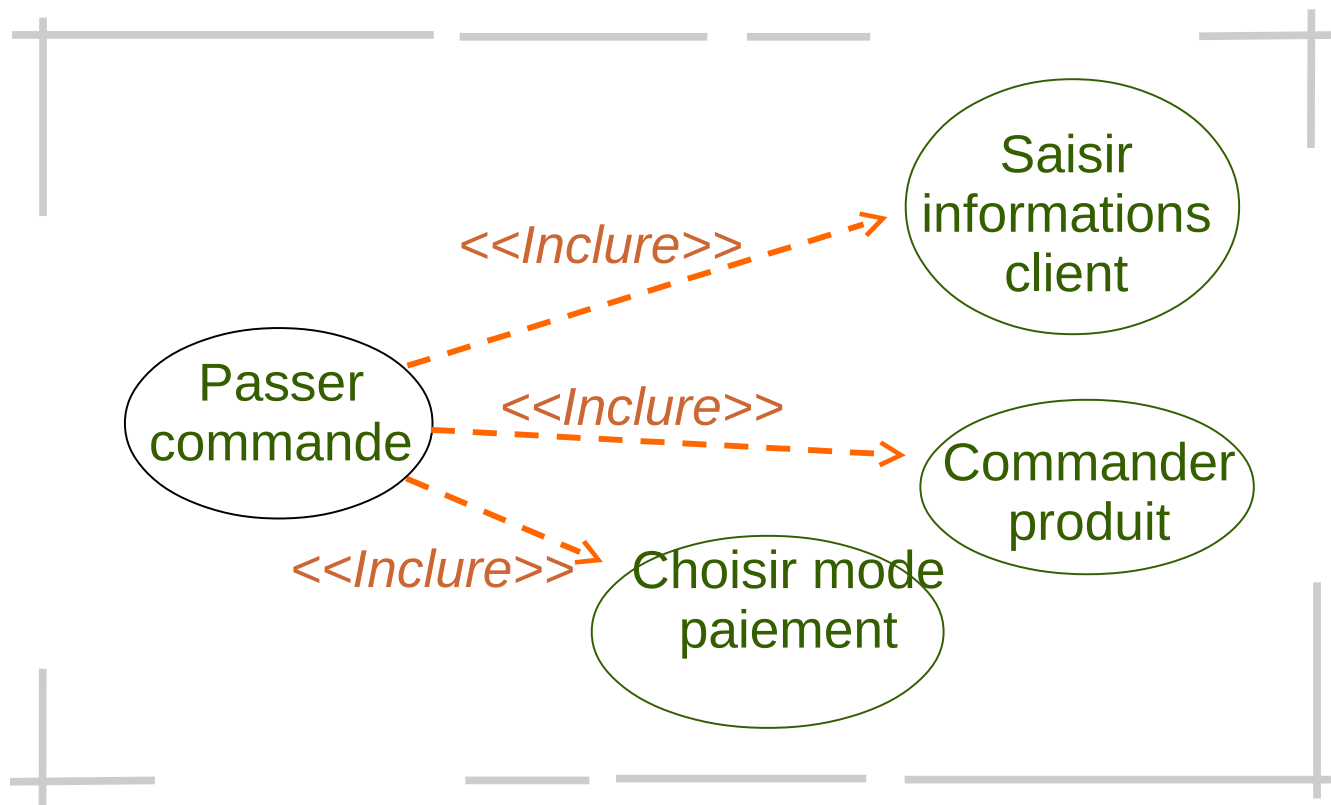 Saisir
informations
client
<<Inclure>>
Passer
commande
<<Inclure>>
Commander
produit
<<Inclure>>
Choisir mode
paiement